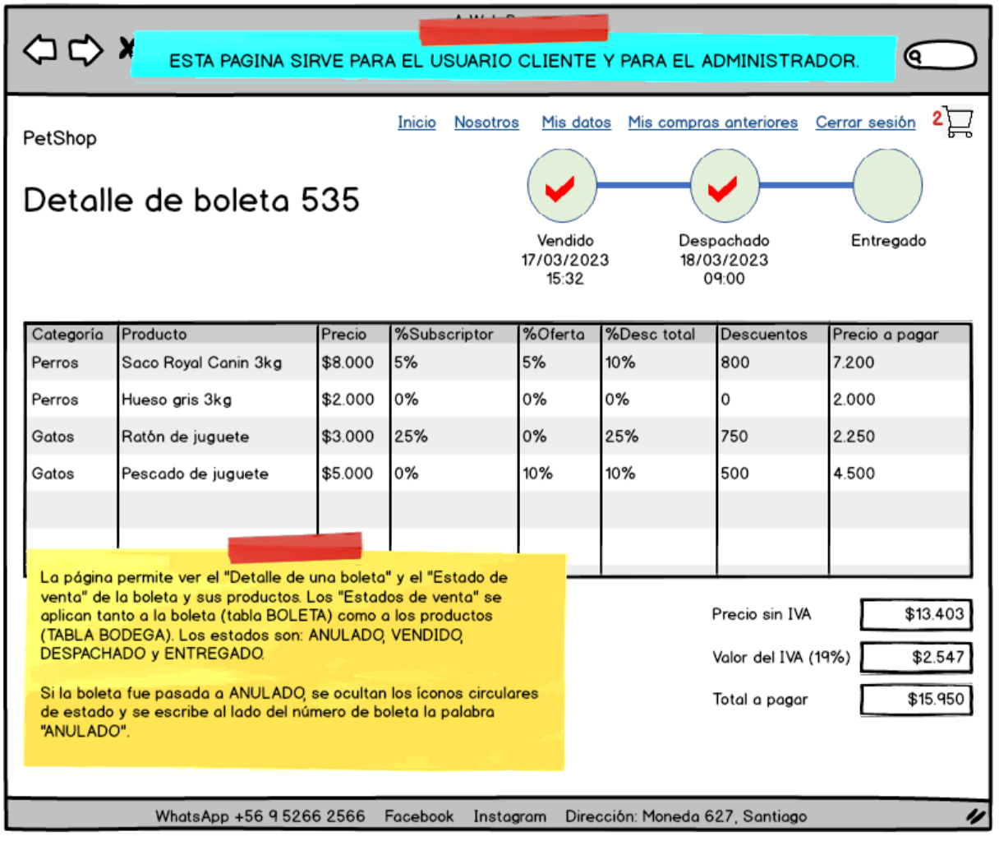 ESTA PAGINA SIRVE PARA EL USUARIO CLIENTE Y PARA EL ADMINISTRADOR.
Inicio Nosotros Mis datos Mis compras anteriores Cerrar sesión 2
PetShop
Detalle de boleta 535
Vendido Despachado Entregado
17/03/2023 18/03/2023
15:32 09:00
Categoría Producto Precio %Subscriptor %Oferta %Desc total Descuentos Precio a pagar
Perros Saco Royal Canin 3kg $8.000 5% 5% 10% 800 7.200
Perros Hueso gris 3kg $2.000 0% 0% 0% 0 2.000
Gatos Ratón de juguete $3.000 25% 0% 25% 750 2.250
Gatos Pescado de juguete $5.000 0% 10% 10% 500 4.500
La página permite ver el "Detalle de una boleta" y el "Estado de
venta" de la boleta y sus productos. Los "Estados de venta" se
aplican tanto a la boleta (tabla BOLETA) como a los productos
(TABLA BODEGA). Los estados son: ANULADO, VENDIDO,
DESPACHADO y ENTREGADO.
Si la boleta fue pasada a ANULADO, se ocultan los íconos circulares
de estado y se escribe al lado del número de boleta la palabra
"ANULADO".
Precio sin IVA $13.403
Valor del IVA (19%) $2.547
Total a pagar $15.950
WhatsApp +56 9 5266 2566 Facebook Instagram Dirección: Moneda 627, Santiago